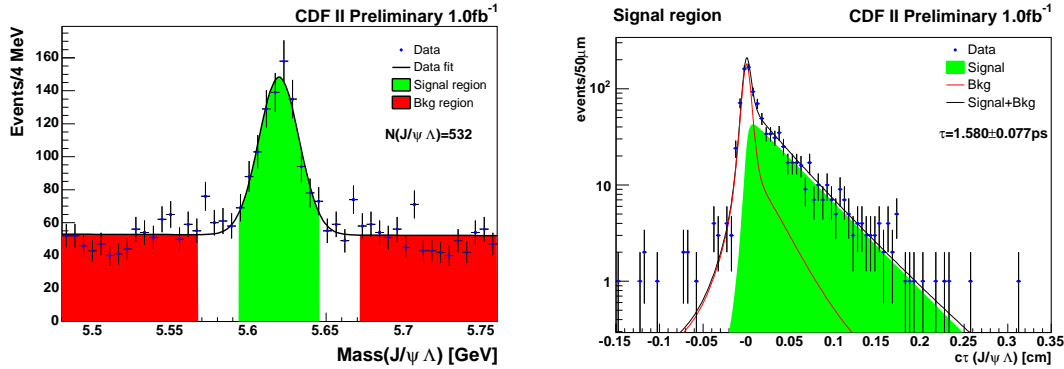 CDF II Preliminary 1.0fb⁻¹
Events/4 MeV
160
140
120
100
80
60
40
20
0
Data
Data fit
Signal region
Bkg region
N(J/ψ Λ)=532
5.5
5.55
5.6
5.65
5.7
5.75
Mass(J/ψ Λ) [GeV]
Signal region
CDF II Preliminary 1.0fb⁻¹
events/50μm
10²
10
1
Data
Signal
Bkg
Signal+Bkg
τ=1.580±0.077ps
-0.15
-0.1
-0.05
-0
0.05
0.1
0.15
0.2
0.25
0.3
0.35
cτ (J/ψ Λ) [cm]